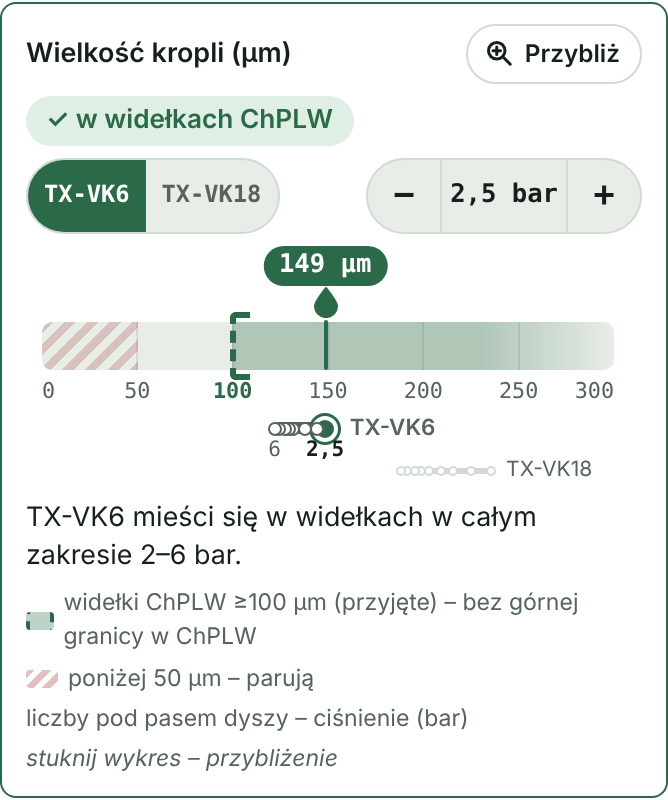 Wielkość kropli (µm)
Przybliż
✓ w widełkach ChPLW
TX-VK6
TX-VK18
−
2,5 bar
+
149 µm
0 50 100 150 200 250 300
TX-VK6
6 2,5
TX-VK18
TX-VK6 mieści się w widełkach w całym
zakresie 2–6 bar.
widełki ChPLW ≥100 µm (przyjęte) – bez górnej
granicy w ChPLW
poniżej 50 µm – parują
liczby pod pasem dyszy – ciśnienie (bar)
stuknij wykres – przybliżenie